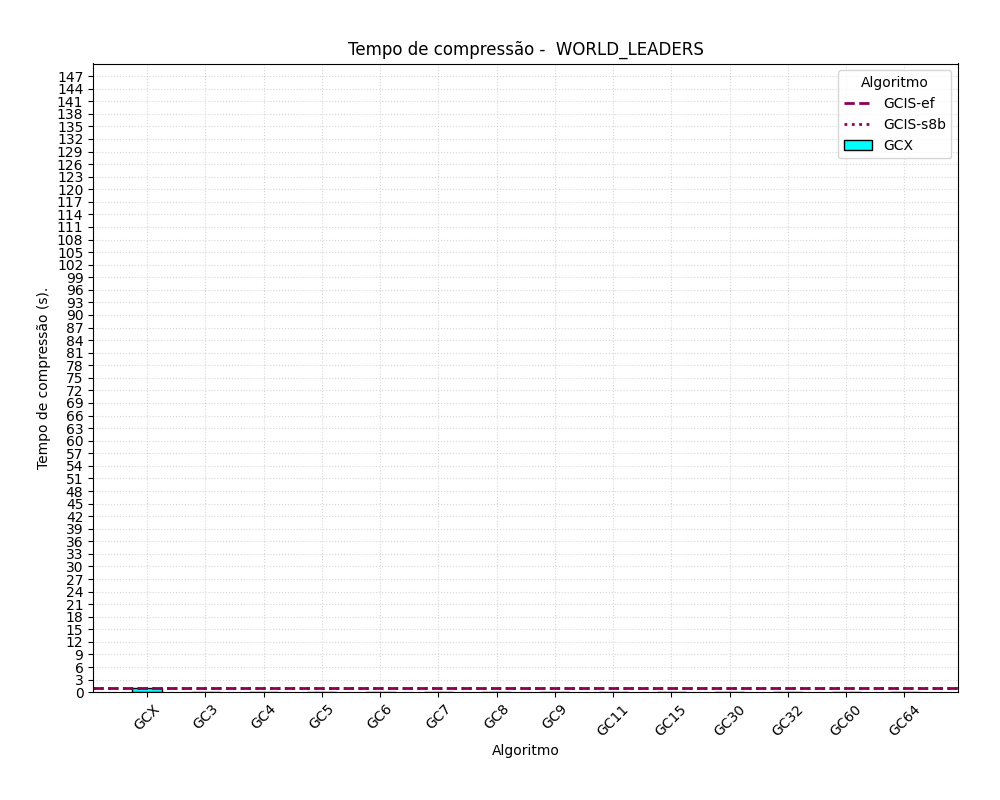 Tempo de compressão -  WORLD_LEADERS
Algoritmo
GCIS-ef
GCIS-s8b
GCX
Tempo de compressão (s).
147
144
141
138
135
132
129
126
123
120
117
114
111
108
105
102
99
96
93
90
87
84
81
78
75
72
69
66
63
60
57
54
51
48
45
42
39
36
33
30
27
24
21
18
15
12
9
6
3
0
GCX
GC3
GC4
GC5
GC6
GC7
GC8
GC9
GC11
GC15
GC30
GC32
GC60
GC64
Algoritmo